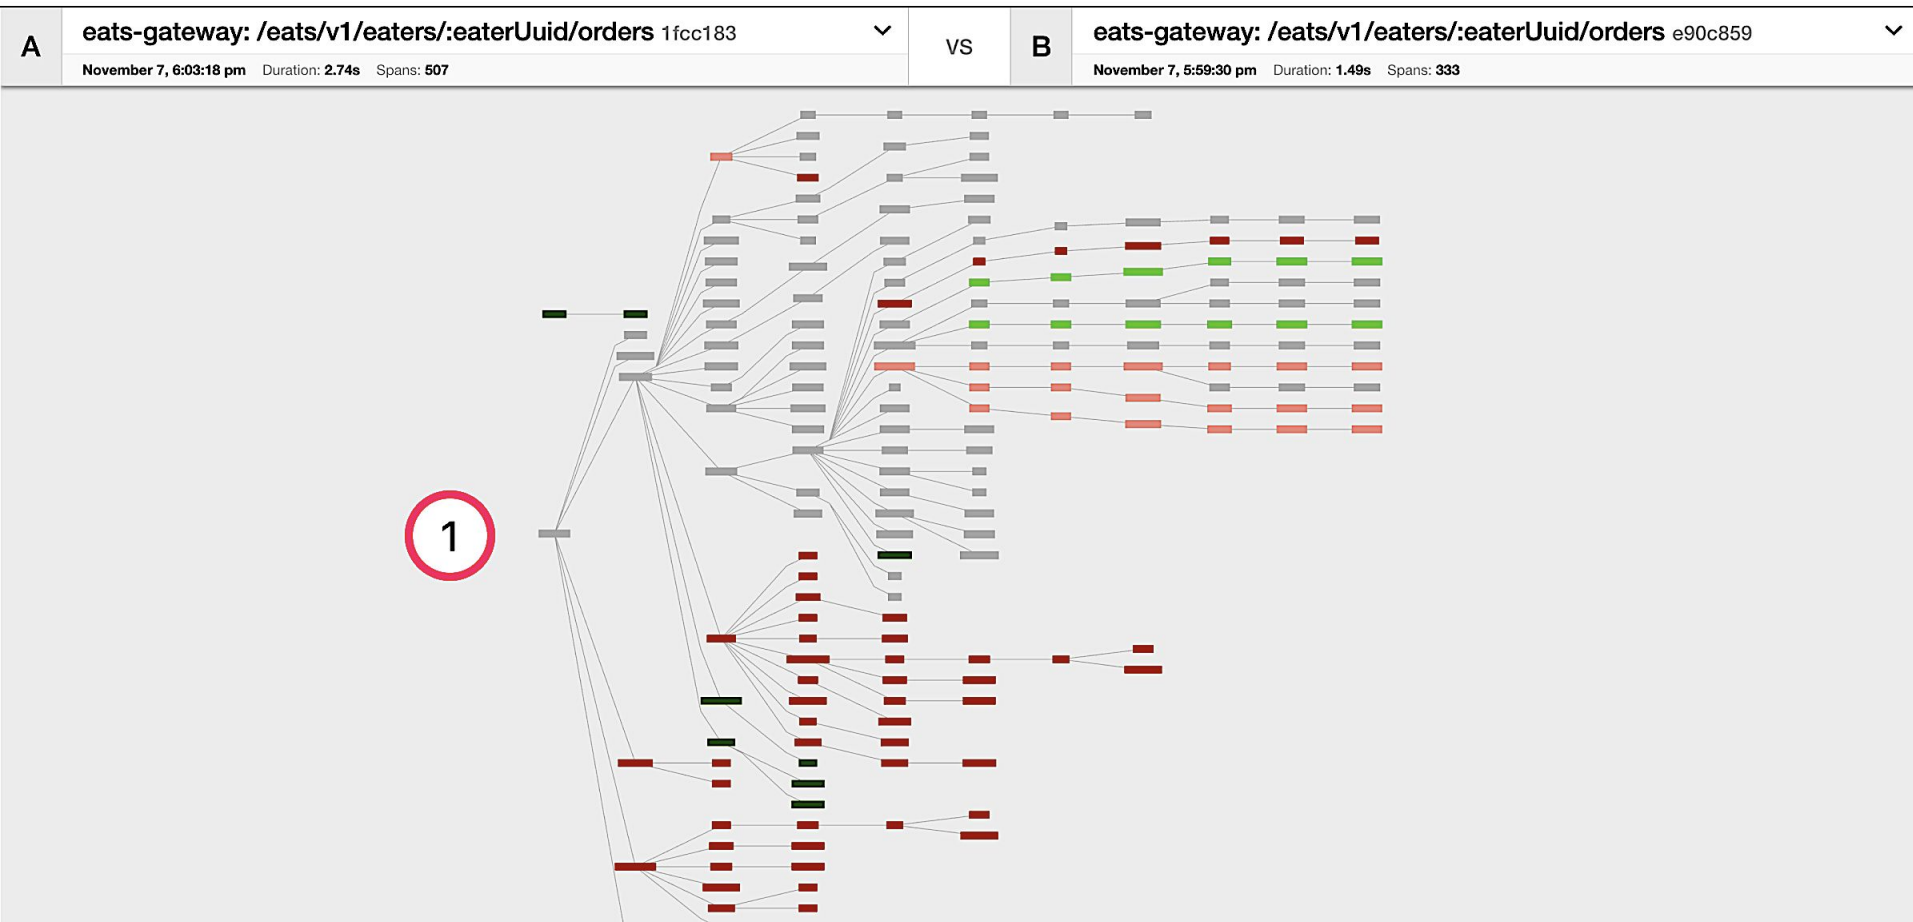 A
eats-gateway: /eats/v1/eaters/:eaterUuid/orders 1fcc183
November 7, 6:03:18 pm Duration: 2.74s Spans: 507
VS
B
eats-gateway: /eats/v1/eaters/:eaterUuid/orders e90c859
November 7, 5:59:30 pm Duration: 1.49s Spans: 333
1